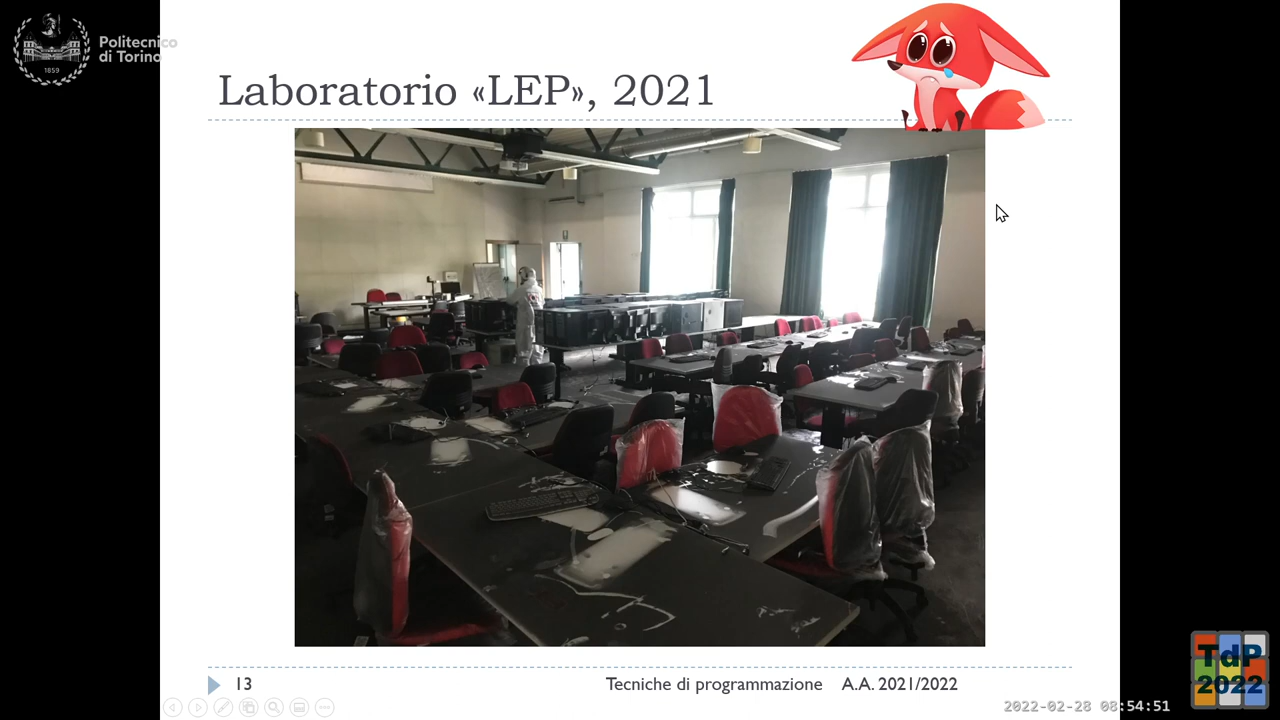 Politecnico
di Torino
1859
Laboratorio «LEP», 2021
13
Tecniche di programmazione A.A. 2021/2022
TdP
2022
2022-02-28 08:54:51